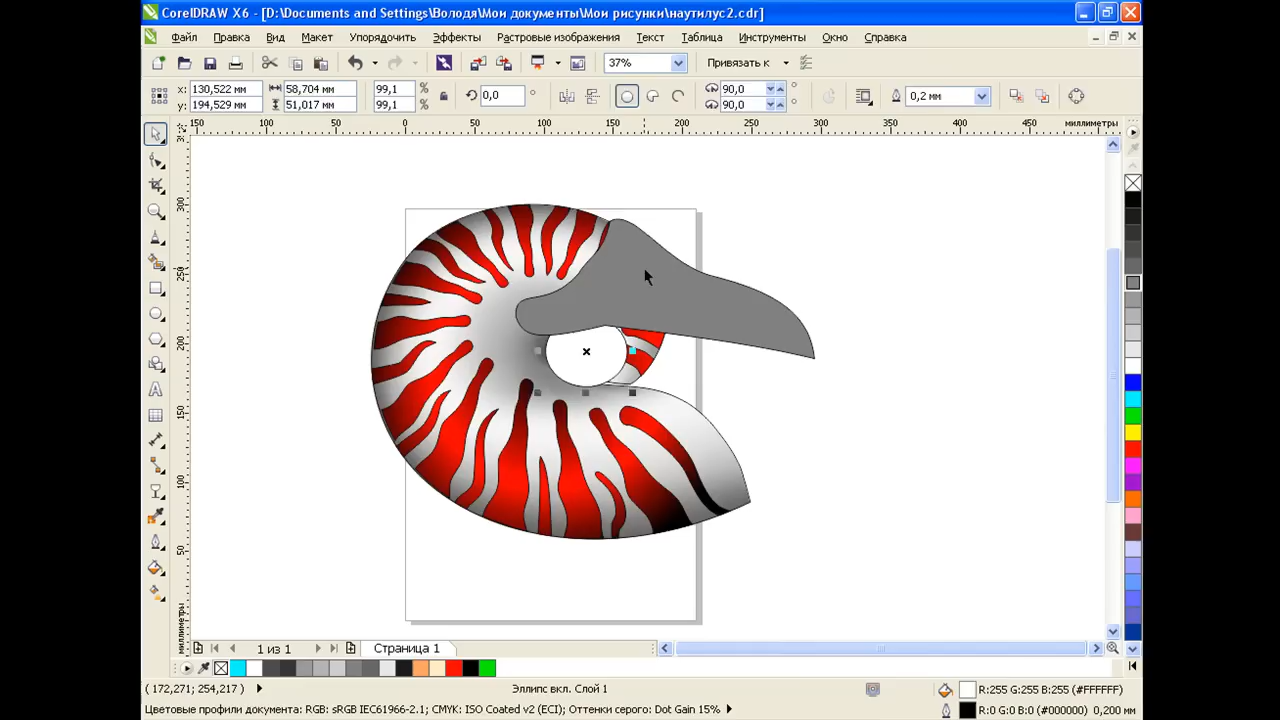 CorelDRAW X6 - [D:\Documents and Settings\Володя\Мои документы\Мои рисунки\наутилус2.cdr]
Файл Правка Вид Макет Упорядочить Эффекты Растровые изображения Текст Таблица Инструменты Окно Справка
37% Привязать к
x: 130,522 мм 58,704 мм 99,1 % 0,0 ° 90,0 ° 0,2 мм
y: 194,529 мм 51,017 мм 99,1 % 90,0
150 100 50 0 50 100 150 200 250 300 350 400 450 миллиметры
300
250
200
150
100
50
миллиметры
1 из 1 Страница 1
( 172,271; 254,217 ) Эллипс вкл. Слой 1 R:255 G:255 B:255 (#FFFFFF)
Цветовые профили документа: RGB: sRGB IEC61966-2.1; CMYK: ISO Coated v2 (ECI); Оттенки серого: Dot Gain 15% R:0 G:0 B:0 (#000000) 0,200 мм